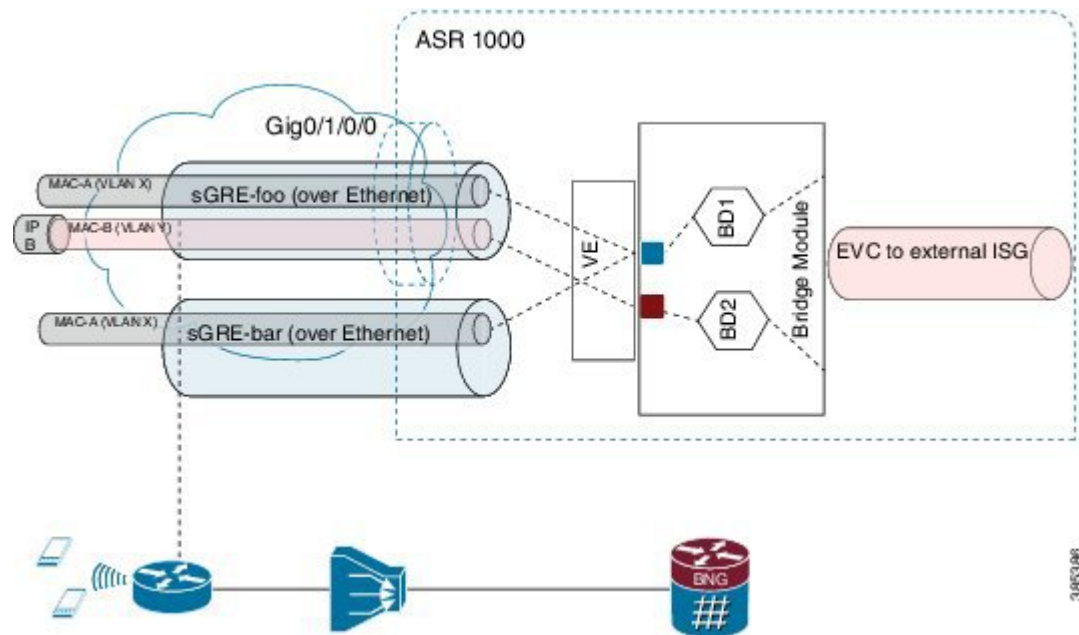 ASR 1000
Gig0/1/0/0
MAC-A (VLAN X)
sGRE-foo (over Ethernet)
IP
B
MAC-B (VLAN Y)
MAC-A (VLAN X)
sGRE-bar (over Ethernet)
VE
BD1
BD2
Bridge Module
EVC to external ISG
BNG
385386